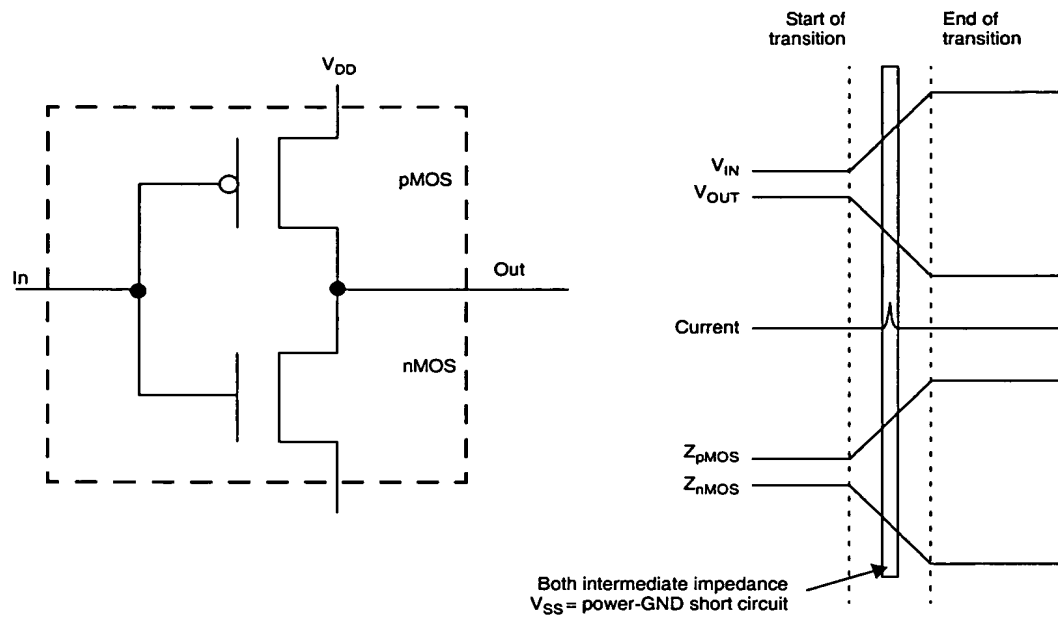 V_DD
pMOS
In
Out
nMOS
Start of
transition
End of
transition
V_IN
V_OUT
Current
Z_pMOS
Z_nMOS
Both intermediate impedance
V_SS = power-GND short circuit